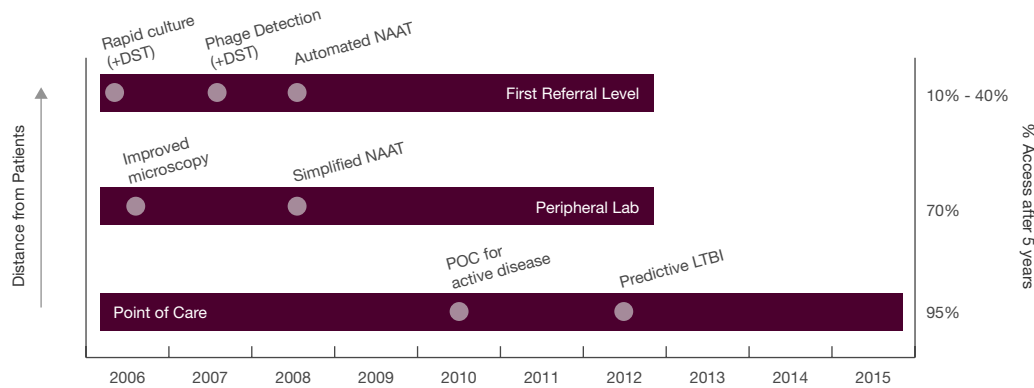 Rapid culture
(+DST)
Phage Detection
(+DST)
Automated NAAT
First Referral Level
10% - 40%
Improved
microscopy
Simplified NAAT
Peripheral Lab
70%
POC for
active disease
Predictive LTBI
Point of Care
95%
Distance from Patients
% Access after 5 years
2006 2007 2008 2009 2010 2011 2012 2013 2014 2015